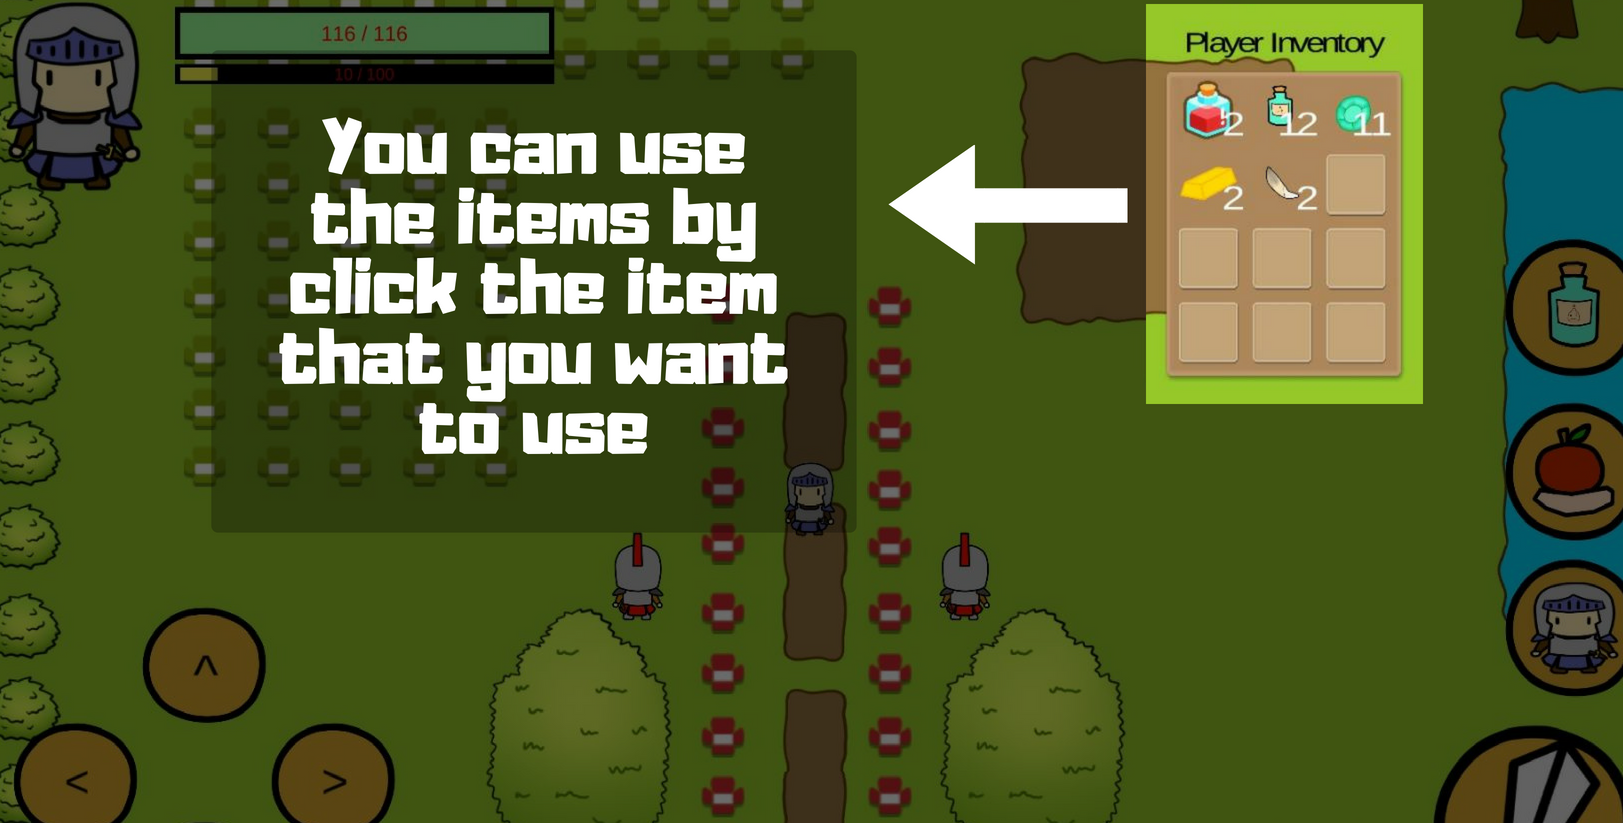 116 / 116
10 / 100
Player Inventory
2
12
11
2
2
You can use
the items by
click the item
that you want
to use
^
<
>